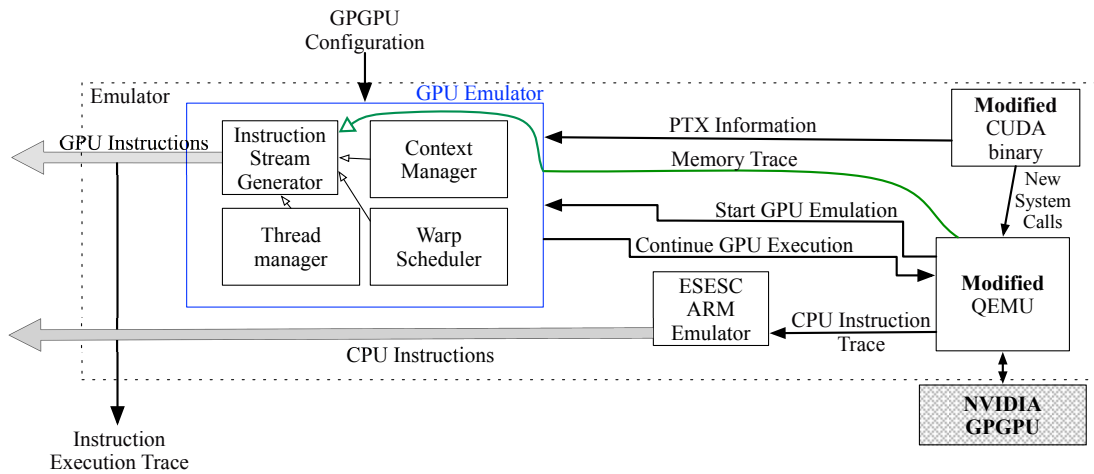 GPGPU
Configuration
Emulator
GPU Emulator
GPU Instructions
Instruction
Stream
Generator
Context
Manager
Thread
manager
Warp
Scheduler
PTX Information
Memory Trace
Modified
CUDA
binary
New
System
Calls
Start GPU Emulation
Continue GPU Execution
Modified
QEMU
ESESC
ARM
Emulator
CPU Instruction
Trace
CPU Instructions
NVIDIA
GPGPU
Instruction
Execution Trace